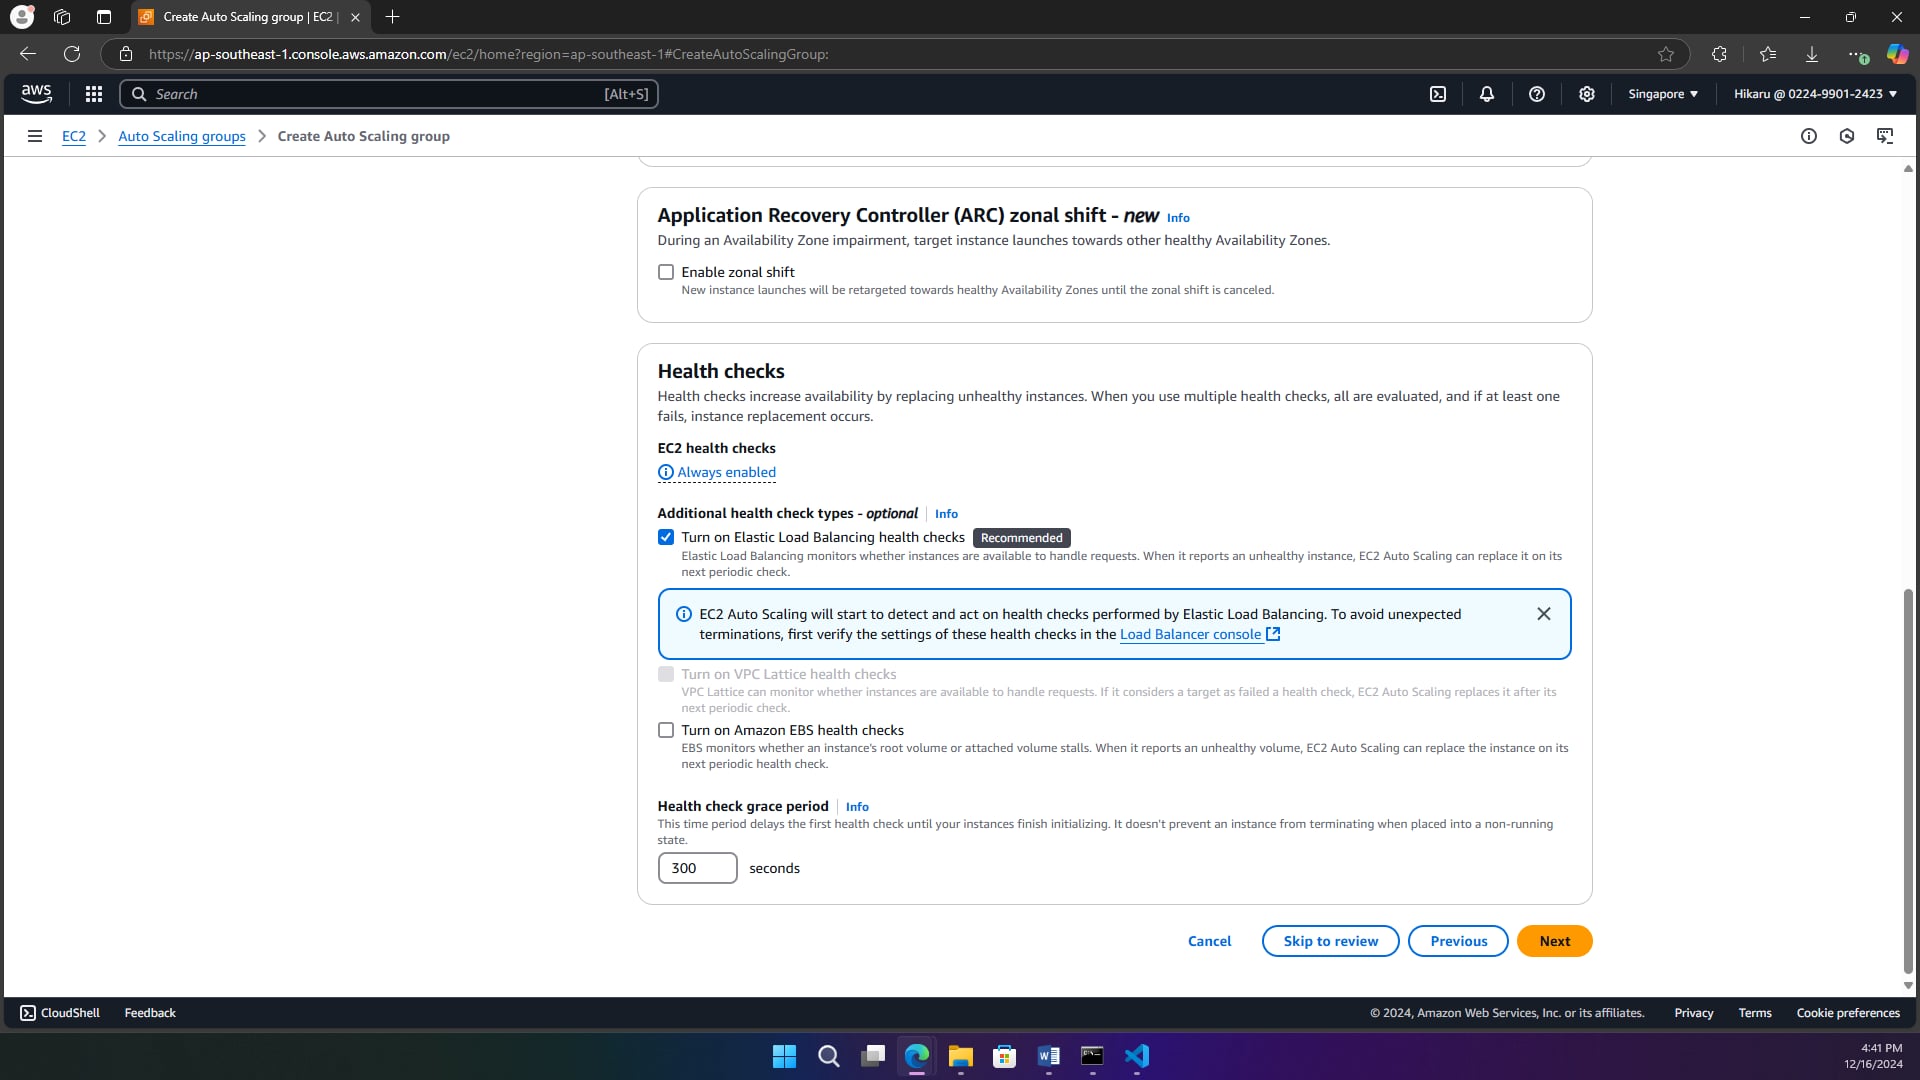 Create Auto Scaling group | EC2 |
https://ap-southeast-1.console.aws.amazon.com/ec2/home?region=ap-southeast-1#CreateAutoScalingGroup:
aws
Search
[Alt+S]
Singapore
Hikaru @ 0224-9901-2423
EC2
Auto Scaling groups
Create Auto Scaling group
Application Recovery Controller (ARC) zonal shift - new Info
During an Availability Zone impairment, target instance launches towards other healthy Availability Zones.
Enable zonal shift
New instance launches will be retargeted towards healthy Availability Zones until the zonal shift is canceled.
Health checks
Health checks increase availability by replacing unhealthy instances. When you use multiple health checks, all are evaluated, and if at least one
fails, instance replacement occurs.
EC2 health checks
Always enabled
Additional health check types - optional Info
Turn on Elastic Load Balancing health checks Recommended
Elastic Load Balancing monitors whether instances are available to handle requests. When it reports an unhealthy instance, EC2 Auto Scaling can replace it on its
next periodic check.
EC2 Auto Scaling will start to detect and act on health checks performed by Elastic Load Balancing. To avoid unexpected
terminations, first verify the settings of these health checks in the Load Balancer console
Turn on VPC Lattice health checks
VPC Lattice can monitor whether instances are available to handle requests. If it considers a target as failed a health check, EC2 Auto Scaling replaces it after its
next periodic check.
Turn on Amazon EBS health checks
EBS monitors whether an instance's root volume or attached volume stalls. When it reports an unhealthy volume, EC2 Auto Scaling can replace the instance on its
next periodic health check.
Health check grace period Info
This time period delays the first health check until your instances finish initializing. It doesn't prevent an instance from terminating when placed into a non-running
state.
300 seconds
Cancel
Skip to review
Previous
Next
CloudShell
Feedback
© 2024, Amazon Web Services, Inc. or its affiliates.
Privacy
Terms
Cookie preferences
4:41 PM
12/16/2024